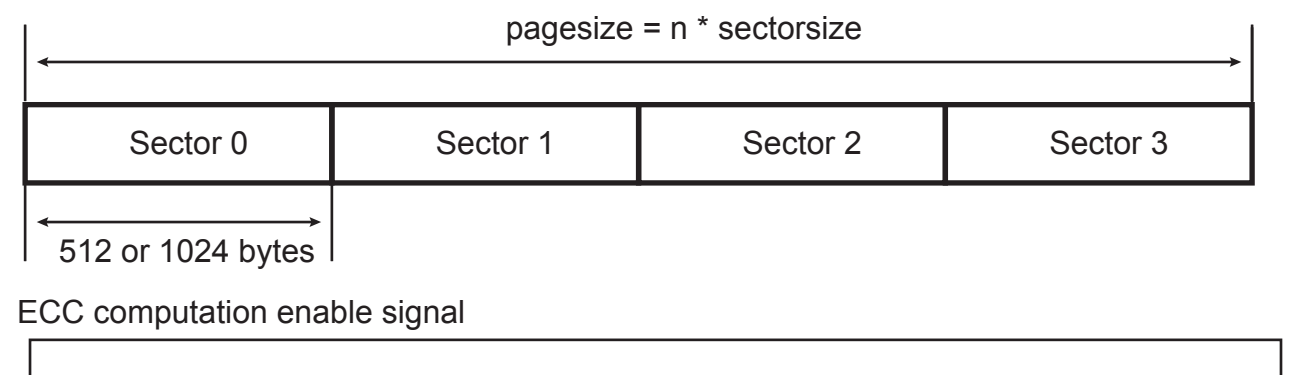 pagesize = n * sectorsize
Sector 0
Sector 1
Sector 2
Sector 3
512 or 1024 bytes
ECC computation enable signal